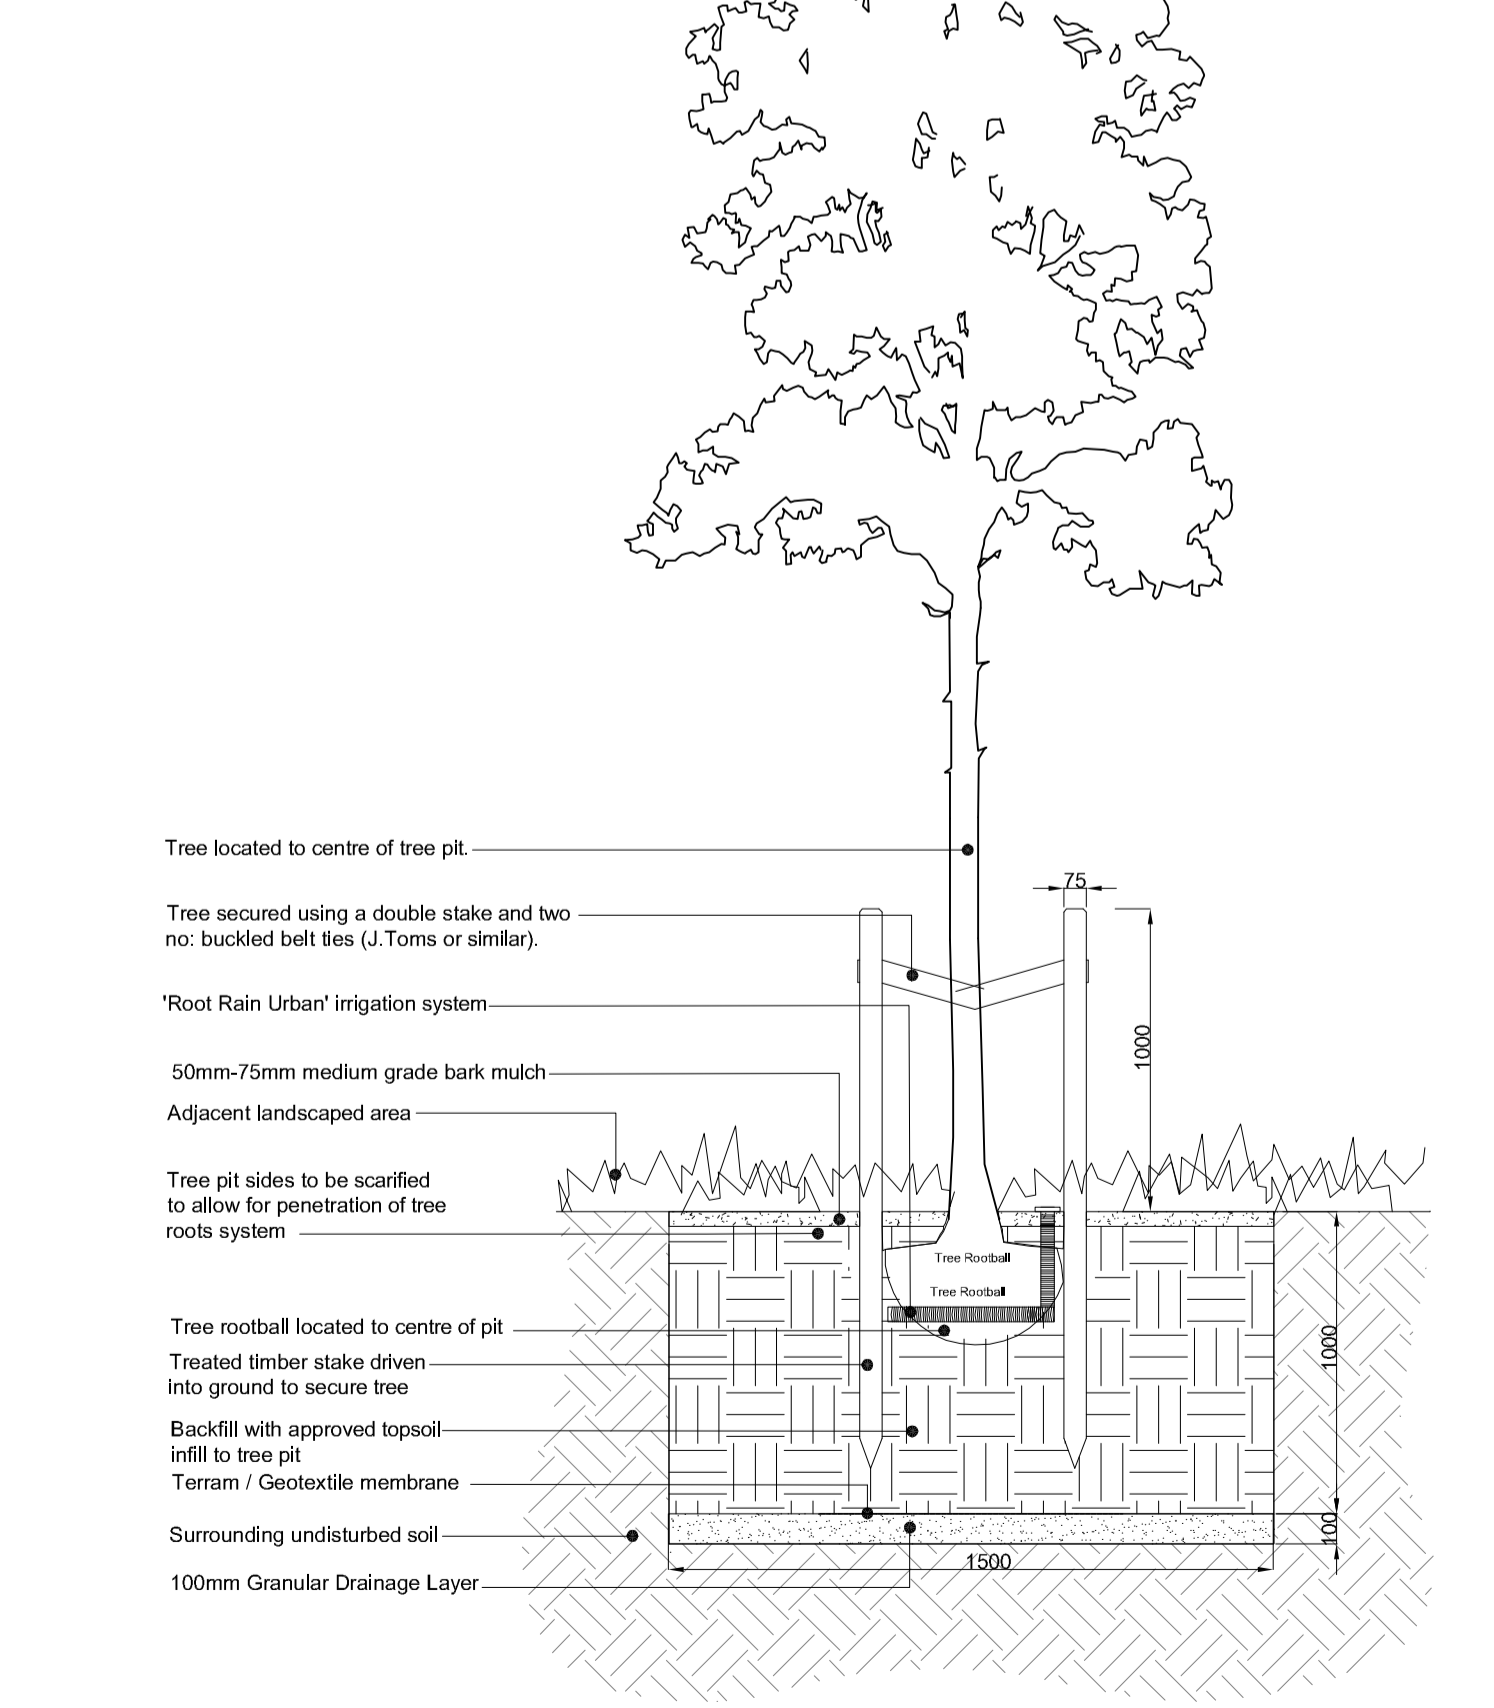 Tree located to centre of tree pit.
75
Tree secured using a double stake and two
no: buckled belt ties (J.Toms or similar).
'Root Rain Urban' irrigation system
1000
50mm-75mm medium grade bark mulch
Adjacent landscaped area
Tree pit sides to be scarified
to allow for penetration of tree
roots system
Tree Rootball
Tree Rootball
Tree rootball located to centre of pit
1000
Treated timber stake driven
into ground to secure tree
Backfill with approved topsoil
infill to tree pit
Terram / Geotextile membrane
Surrounding undisturbed soil
100
1500
100mm Granular Drainage Layer